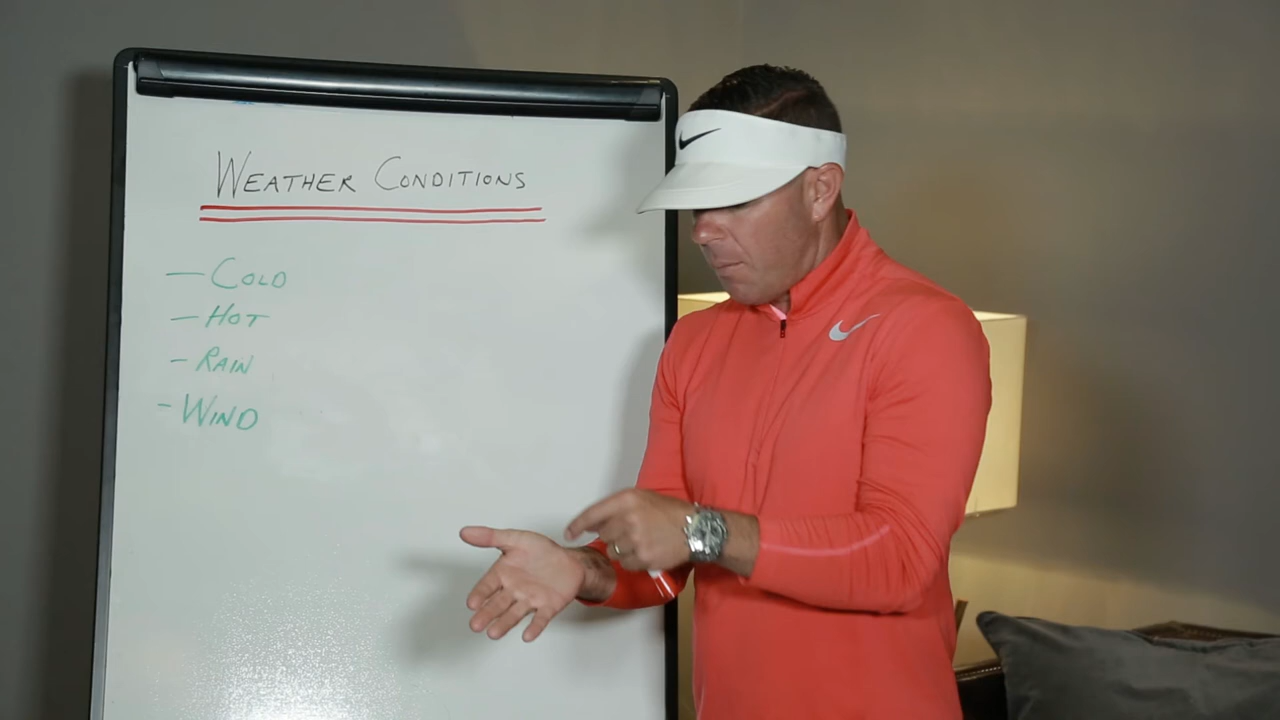 WEATHER CONDITIONS
— COLD
— HOT
— RAIN
- WIND